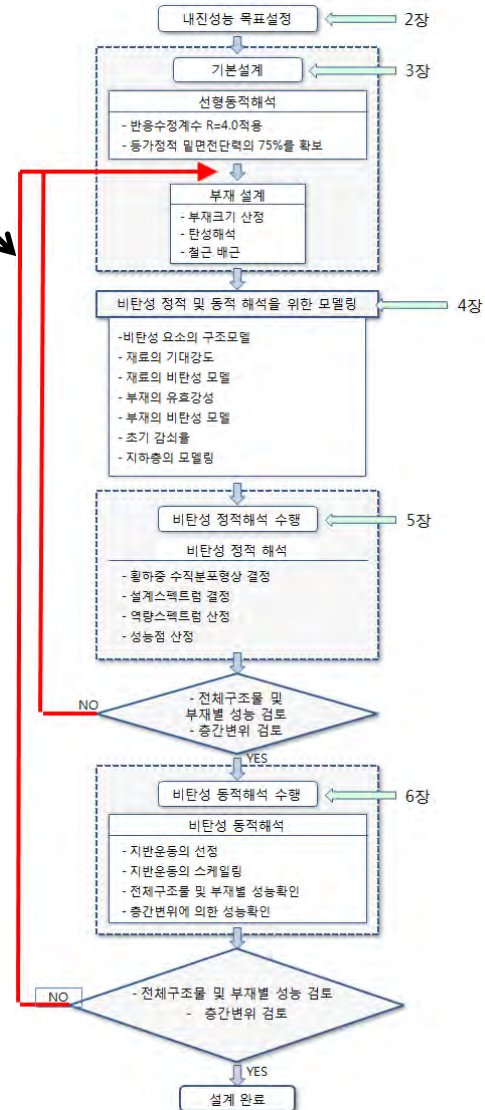 내진성능 목표설정
2장
기본설계
3장
선형동적해석
- 반응수정계수 R=4.0적용
- 등가정적 밑면전단력의 75%를 확보
부재 설계
- 부재크기 산정
- 탄성해석
- 철근 배근
비탄성 정적 및 동적 해석을 위한 모델링
4장
-비탄성 요소의 구조모델
- 재료의 기대강도
- 재료의 비탄성 모델
- 부재의 유효강성
- 부재의 비탄성 모델
- 초기 감쇠율
- 지하층의 모델링
비탄성 정적해석 수행
5장
비탄성 정적 해석
- 횡하중 수직분포형상 결정
- 설계스펙트럼 결정
- 역량스펙트럼 산정
- 성능점 산정
NO
- 전체구조물 및
부재별 성능 검토
- 층간변위 검토
YES
비탄성 동적해석 수행
6장
비탄성 동적해석
- 지반운동의 선정
- 지반운동의 스케일링
- 전체구조물 및 부재별 성능확인
- 층간변위에 의한 성능확인
NO
- 전체구조물 및 부재별 성능 검토
- 층간변위 검토
YES
설계 완료